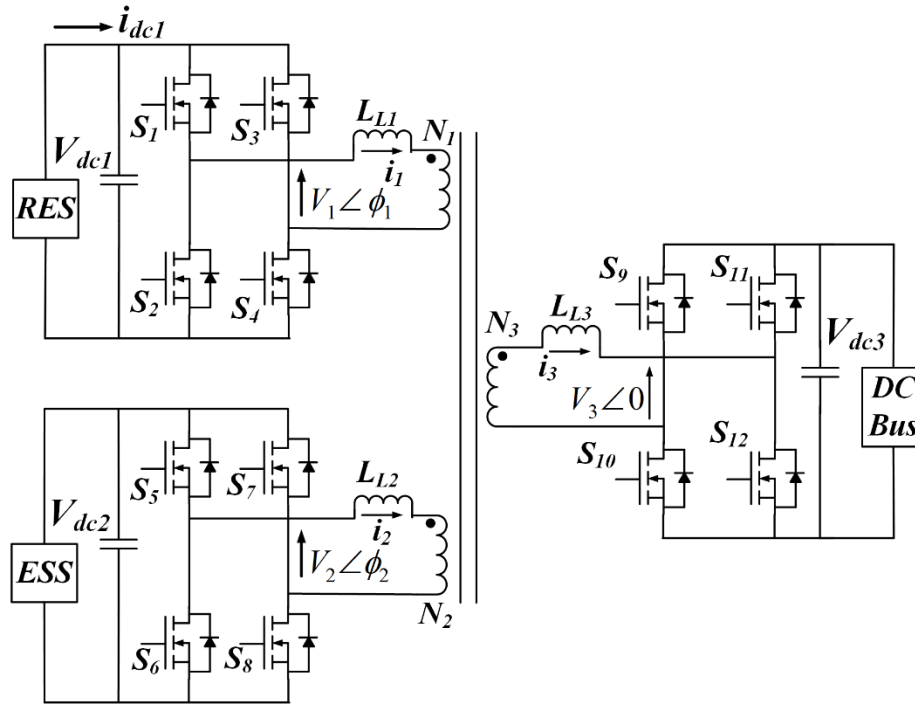 i_dc1
S_1
S_3
L_L1
N_1
V_dc1
i_1
RES
V_1∠ϕ_1
S_2
S_4
S_9
S_11
N_3
L_L3
V_dc3
i_3
V_3∠0
DC
Bus
S_10
S_12
S_5
S_7
L_L2
V_dc2
i_2
ESS
V_2∠ϕ_2
N_2
S_6
S_8